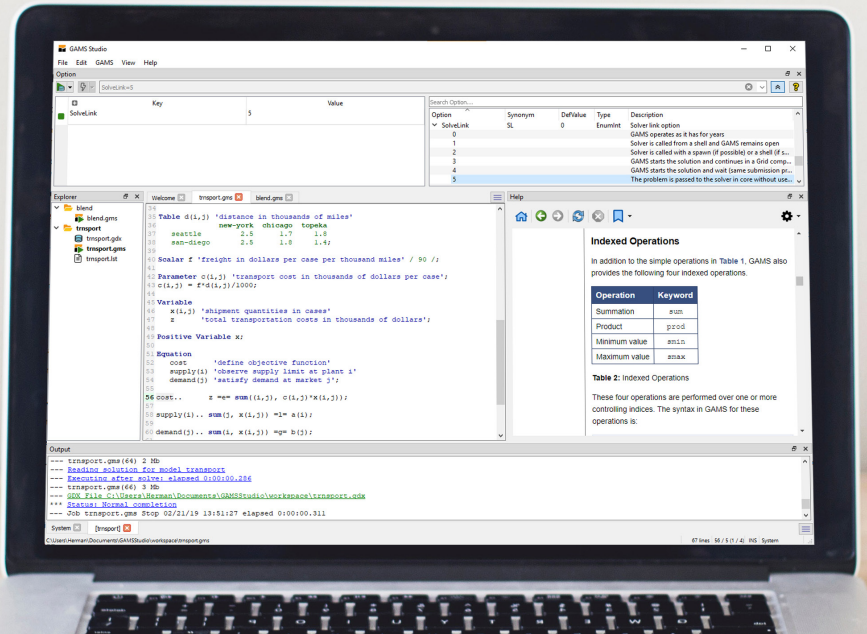 GAMS Studio
File Edit GAMS View Help
Option
SolveLink=5
Key Value
SolveLink 5
Search Option...
Option Synonym DefValue Type Description
SolveLink SL 0 EnumInt Solver link option
0 GAMS operates as it has for years
1 Solver is called from a shell and GAMS remains open
2 Solver is called with a spawn (if possible) or a shell (if s...
3 GAMS starts the solution and continues in a Grid comp...
4 GAMS starts the solution and wait (same submission pr...
5 The problem is passed to the solver in core without use...
Explorer
blend
blend.gms
trnsport
trnsport.gdx
trnsport.gms
trnsport.lst
Welcome trnsport.gms blend.gms
34
35 Table d(i,j) 'distance in thousands of miles'
36 new-york chicago topeka
37 seattle 2.5 1.7 1.8
38 san-diego 2.5 1.8 1.4;
39
40 Scalar f 'freight in dollars per case per thousand miles' / 90 /;
41
42 Parameter c(i,j) 'transport cost in thousands of dollars per case';
43 c(i,j) = f*d(i,j)/1000;
44
45 Variable
46 x(i,j) 'shipment quantities in cases'
47 z 'total transportation costs in thousands of dollars';
48
49 Positive Variable x;
50
51 Equation
52 cost 'define objective function'
53 supply(i) 'observe supply limit at plant i'
54 demand(j) 'satisfy demand at market j';
55
56 cost.. z =e= sum((i,j), c(i,j)*x(i,j));
57
58 supply(i).. sum(j, x(i,j)) =l= a(i);
59
60 demand(j).. sum(i, x(i,j)) =g= b(j);
Help
Indexed Operations
In addition to the simple operations in Table 1, GAMS also
provides the following four indexed operations.
Operation Keyword
Summation sum
Product prod
Minimum value smin
Maximum value smax
Table 2: Indexed Operations
These four operations are performed over one or more
controlling indices. The syntax in GAMS for these
operations is:
Output
--- trnsport.gms(64) 2 Mb
--- Reading solution for model transport
--- Executing after solve: elapsed 0:00:00.286
--- trnsport.gms(66) 3 Mb
--- GDX File C:\Users\Herman\Documents\GAMSStudio\workspace\trnsport.gdx
*** Status: Normal completion
--- Job trnsport.gms Stop 02/21/19 13:51:27 elapsed 0:00:00.311
System [trnsport]
C:\Users\Herman\Documents\GAMSStudio\workspace\trnsport.gms 67 lines 56 / 5 (1 / 4) INS System